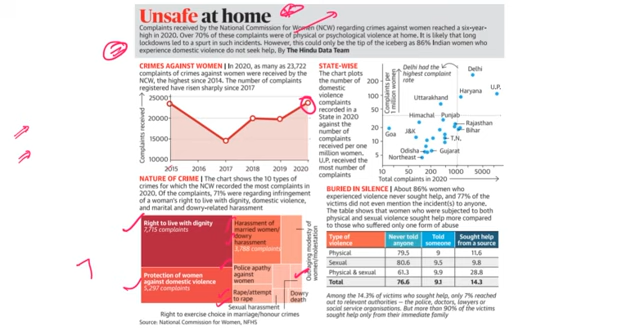 Unsafe at home
Complaints received by the National Commission for Women (NCW) regarding crimes against women reached a six-year-
high in 2020. Over 70% of these complaints were of physical or psychological violence at home. It is likely that long
lockdowns led to a spurt in such incidents. However, this could only be the tip of the iceberg as 86% Indian women who
experience domestic violence do not seek help. By The Hindu Data Team
CRIMES AGAINST WOMEN | In 2020, as many as 23,722
complaints of crimes against women were received by the
NCW, the highest since 2014. The number of complaints
registered have risen sharply since 2017
Complaints received
25000
20000
15000
10000
2015
2017
2018
2019
2020
STATE-WISE
The chart plots
the number of
domestic
violence
complaints
recorded in a
State in 2020
against the
number of
complaints
received per one
million women.
U.P. received the
most number of
complaints
Complaints per
1 million women
Delhi had the
highest complaint
rate
200
100
50
20
10
5
Delhi
Haryana
U.P.
Uttarakhand
Himachal
Punjab
Rajasthan
Bihar
Goa
J&K
T.N.
Odisha
Gujarat
Northeast
10
50
100
500
1000
5000
Total complaints in 2020
NATURE OF CRIME | The chart shows the 10 types of
crimes for which the NCW recorded the most complaints in
2020. Of the complaints, 71% were regarding infringement
of a woman's right to live with dignity, domestic violence,
and marital and dowry-related harassment
Right to live with dignity
7,715 complaints
Protection of women
against domestic violence
5,297 complaints
Harassment of
married women/
dowry
harassment
3,788 complaints
Police apathy
against
women
Rape/attempt
to rape
Outraging modesty of
women/molestation
Dowry
death
Sexual harassment
Right to exercise choice in marriage/honour crimes
Source: National Commission for Women, NFHS
BURIED IN SILENCE | About 86% women who
experienced violence never sought help, and 77% of the
victims did not even mention the incident(s) to anyone. The
table shows that women who were subjected to both
physical and sexual violence sought help more compared
to those who suffered only one form of abuse
Type of violence Never told anyone Told someone Sought help from a source
Physical 79.5 9 11.6
Sexual 80.6 9.5 9.8
Physical & sexual 61.3 9.9 28.8
Total 76.6 9.1 14.3
Among the 14.3% of victims who sought help, only 7% reached
out to relevant authorities — the police, doctors, lawyers or
social service organisations. But more than 90% of the victims
sought help only from their immediate family